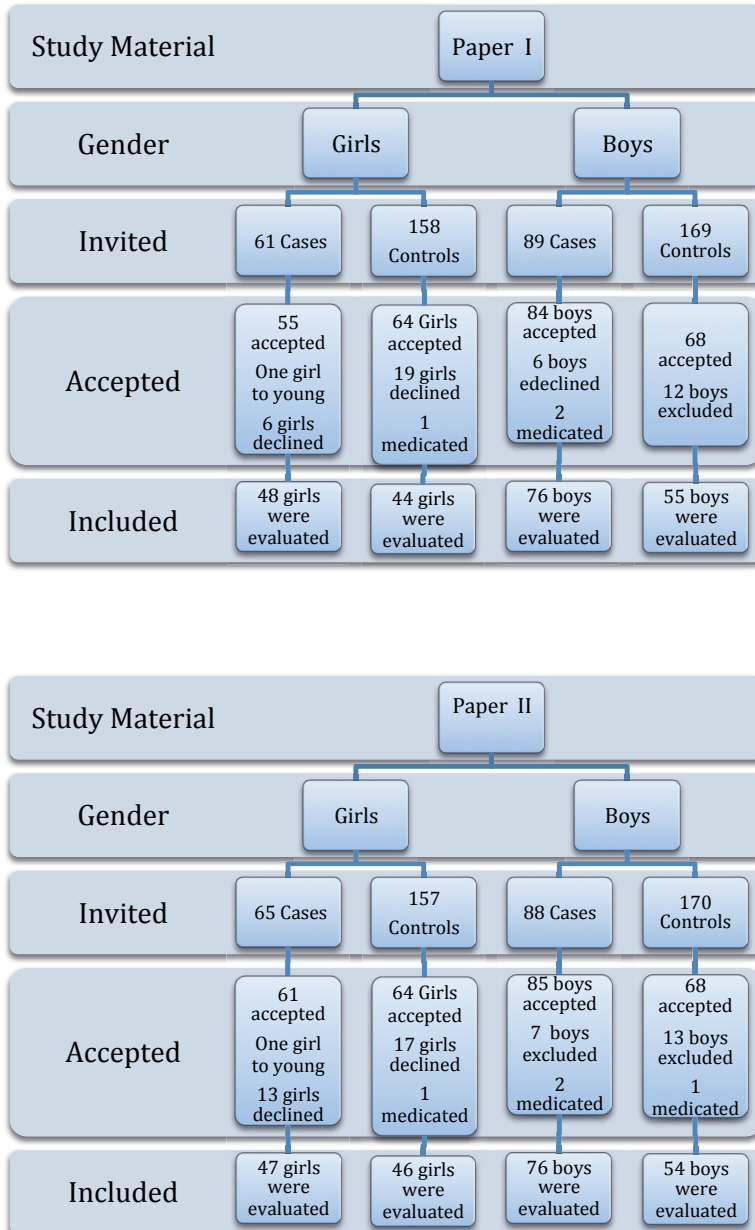 Study Material
Paper I
Gender
Girls
Boys
Invited
61 Cases
158
Controls
89 Cases
169
Controls
Accepted
55
accepted
One girl
to young
6 girls
declined
64 Girls
accepted
19 girls
declined
1
medicated
84 boys
accepted
6 boys
edeclined
2
medicated
68
accepted
12 boys
excluded
Included
48 girls
were
evaluated
44 girls
were
evaluated
76 boys
were
evaluated
55 boys
were
evaluated
Study Material
Paper II
Gender
Girls
Boys
Invited
65 Cases
157
Controls
88 Cases
170
Controls
Accepted
61
accepted
One girl
to young
13 girls
declined
64 Girls
accepted
17 girls
declined
1
medicated
85 boys
accepted
7 boys
excluded
2
medicated
68
accepted
13 boys
excluded
1
medicated
Included
47 girls
were
evaluated
46 girls
were
evaluated
76 boys
were
evaluated
54 boys
were
evaluated